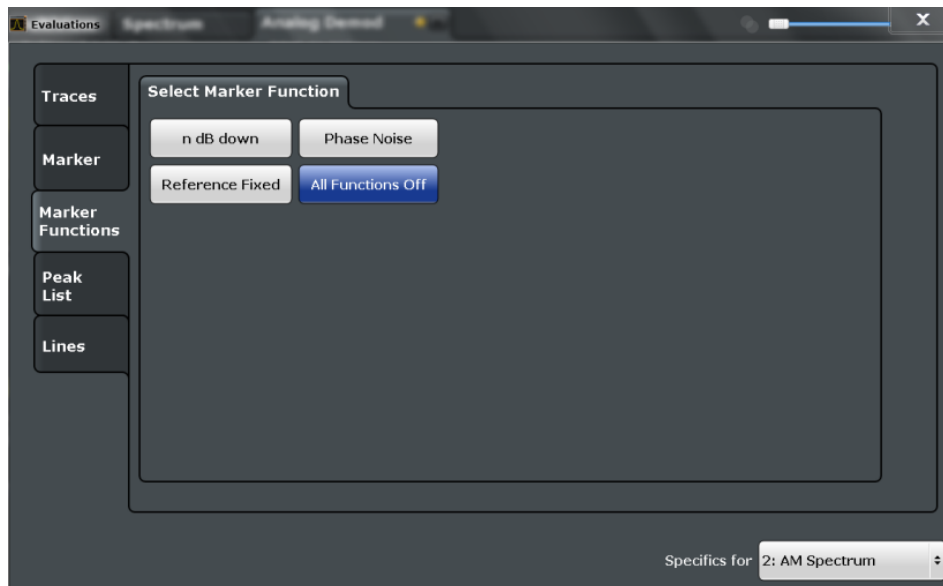 Evaluations
Spectrum
Analog Demod
X
Traces
Marker
Marker
Functions
Peak
List
Lines
Select Marker Function
n dB down
Phase Noise
Reference Fixed
All Functions Off
Specifics for
2: AM Spectrum